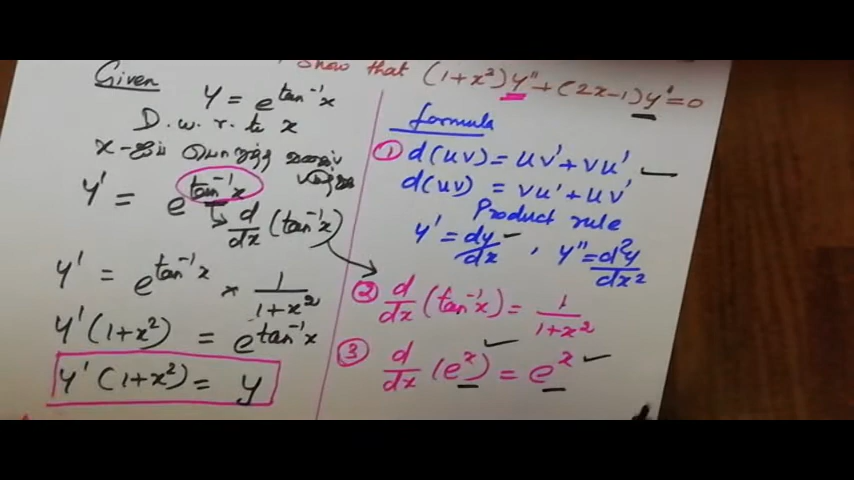 Show that (1+x²)y"+(2x-1)y'=0
Given
y = e^tan⁻¹x
D. w. r. to x
x-ஐப் பொறுத்து
y' = e^tan⁻¹x
d/dx (tan⁻¹x)
y' = e^tan⁻¹x × 1/1+x²
y'(1+x²) = e^tan⁻¹x
y'(1+x²) = y
formula
① d(uv) = uv'+vu'
d(uv) = vu'+uv'
Product rule
y' = dy/dx , y" = d²y/dx²
② d/dx (tan⁻¹x) = 1/1+x²
③ d/dx (e^x) = e^x